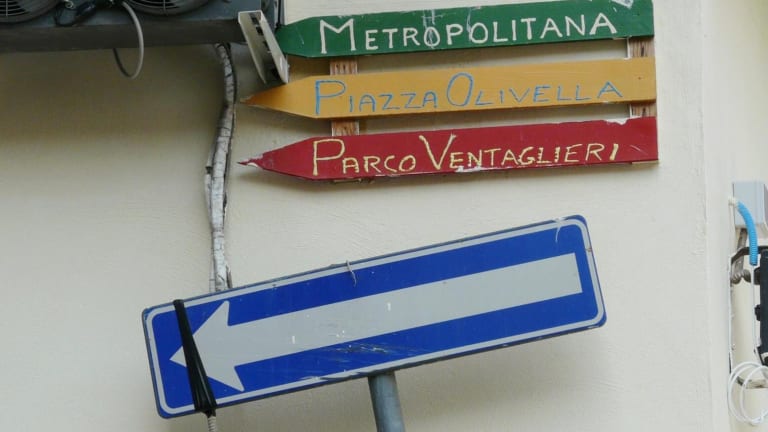 METROPOLITANA
PIAZZA OLIVELLA
PARCO VENTAGLIERI